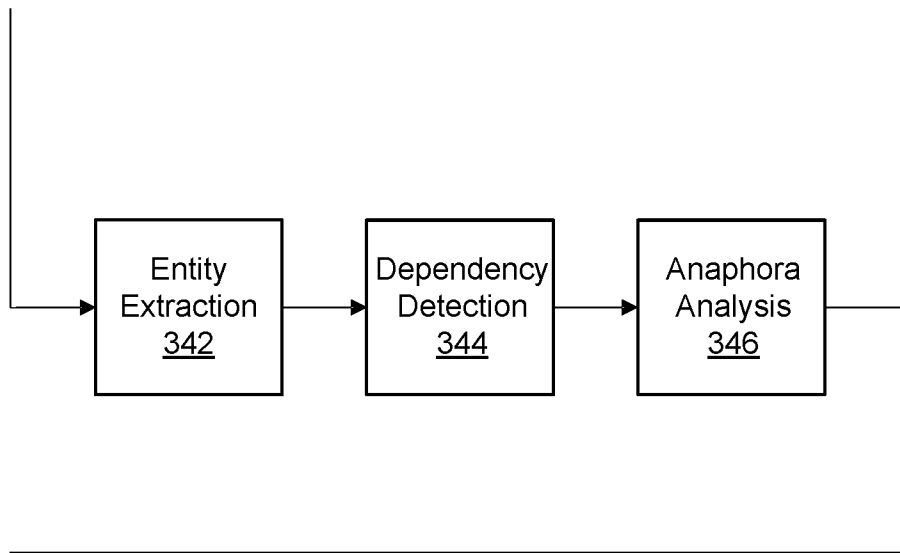 Entity
Extraction
342
Dependency
Detection
344
Anaphora
Analysis
346